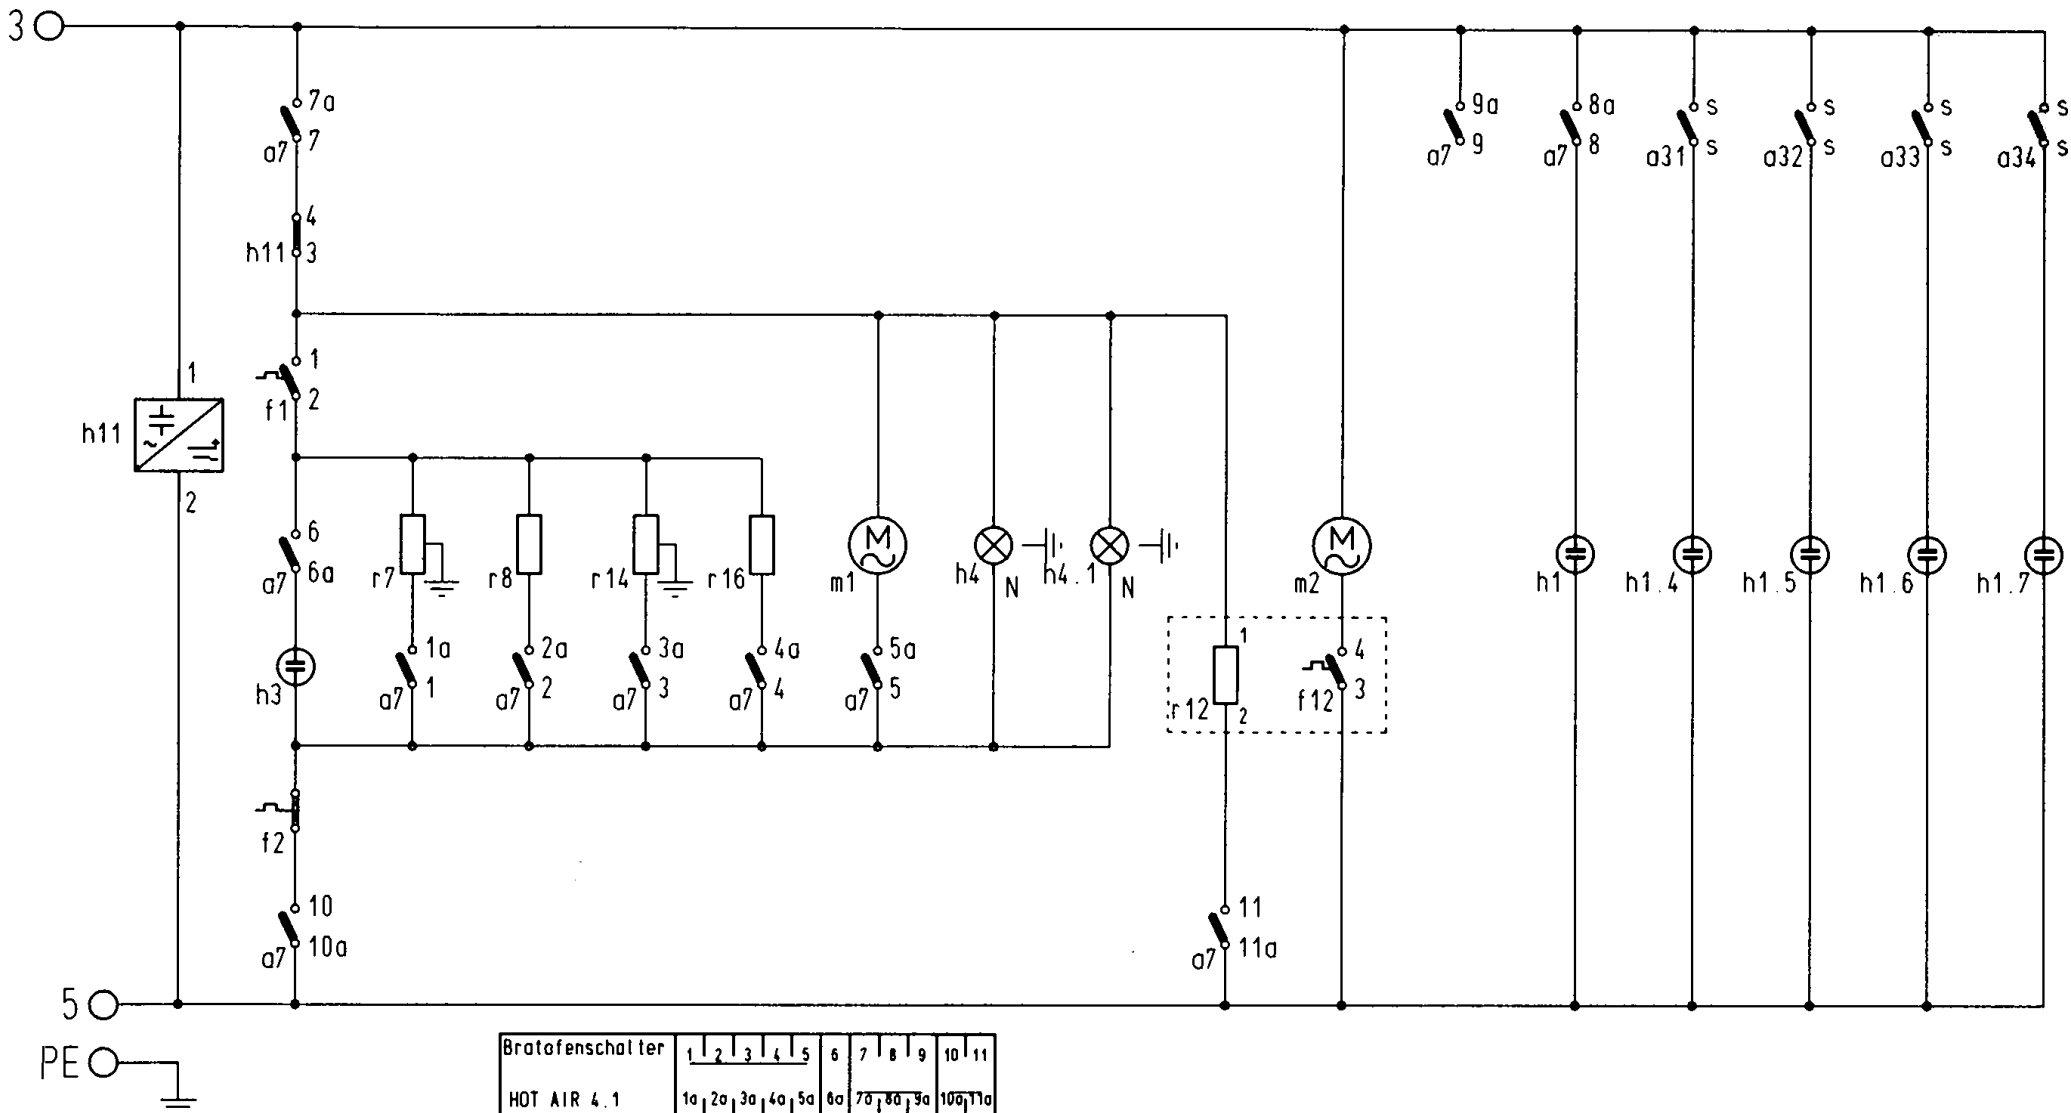 3
7a
7
a7
4
h11 3
1
f1 2
1
h11
2
6
a7 6a
h3
r7
r8
r14
r16
M
m1
h4
N
h4.1
N
M
m2
1a
a7 1
2a
a7 2
3a
a7 3
4a
a7 4
5a
a7 5
1
r12 2
4
f12 3
f2
10
a7 10a
11
a7 11a
9a
a7 9
8a
a7 8
s
a31 s
s
a32 s
s
a33 s
s
a34 s
h1
h1.4
h1.5
h1.6
h1.7
5
PE
Bratofenschalter 1 2 3 4 5 6 7 8 9 10 11
HOT AIR 4.1 1a 2a 3a 4a 5a 6a 7a 8a 9a 10a 11a